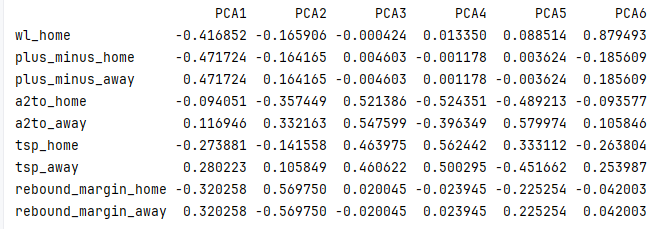 PCA1 PCA2 PCA3 PCA4 PCA5 PCA6
wl_home -0.416852 -0.165906 -0.000424 0.013350 0.088514 0.879493
plus_minus_home -0.471724 -0.164165 0.004603 -0.001178 0.003624 -0.185609
plus_minus_away 0.471724 0.164165 -0.004603 0.001178 -0.003624 0.185609
a2to_home -0.094051 -0.357449 0.521386 -0.524351 -0.489213 -0.093577
a2to_away 0.116946 0.332163 0.547599 -0.396349 0.579974 0.105846
tsp_home -0.273881 -0.141558 0.463975 0.562442 0.333112 -0.263804
tsp_away 0.280223 0.105849 0.460622 0.500295 -0.451662 0.253987
rebound_margin_home -0.320258 0.569750 0.020045 -0.023945 -0.225254 -0.042003
rebound_margin_away 0.320258 -0.569750 -0.020045 0.023945 0.225254 0.042003